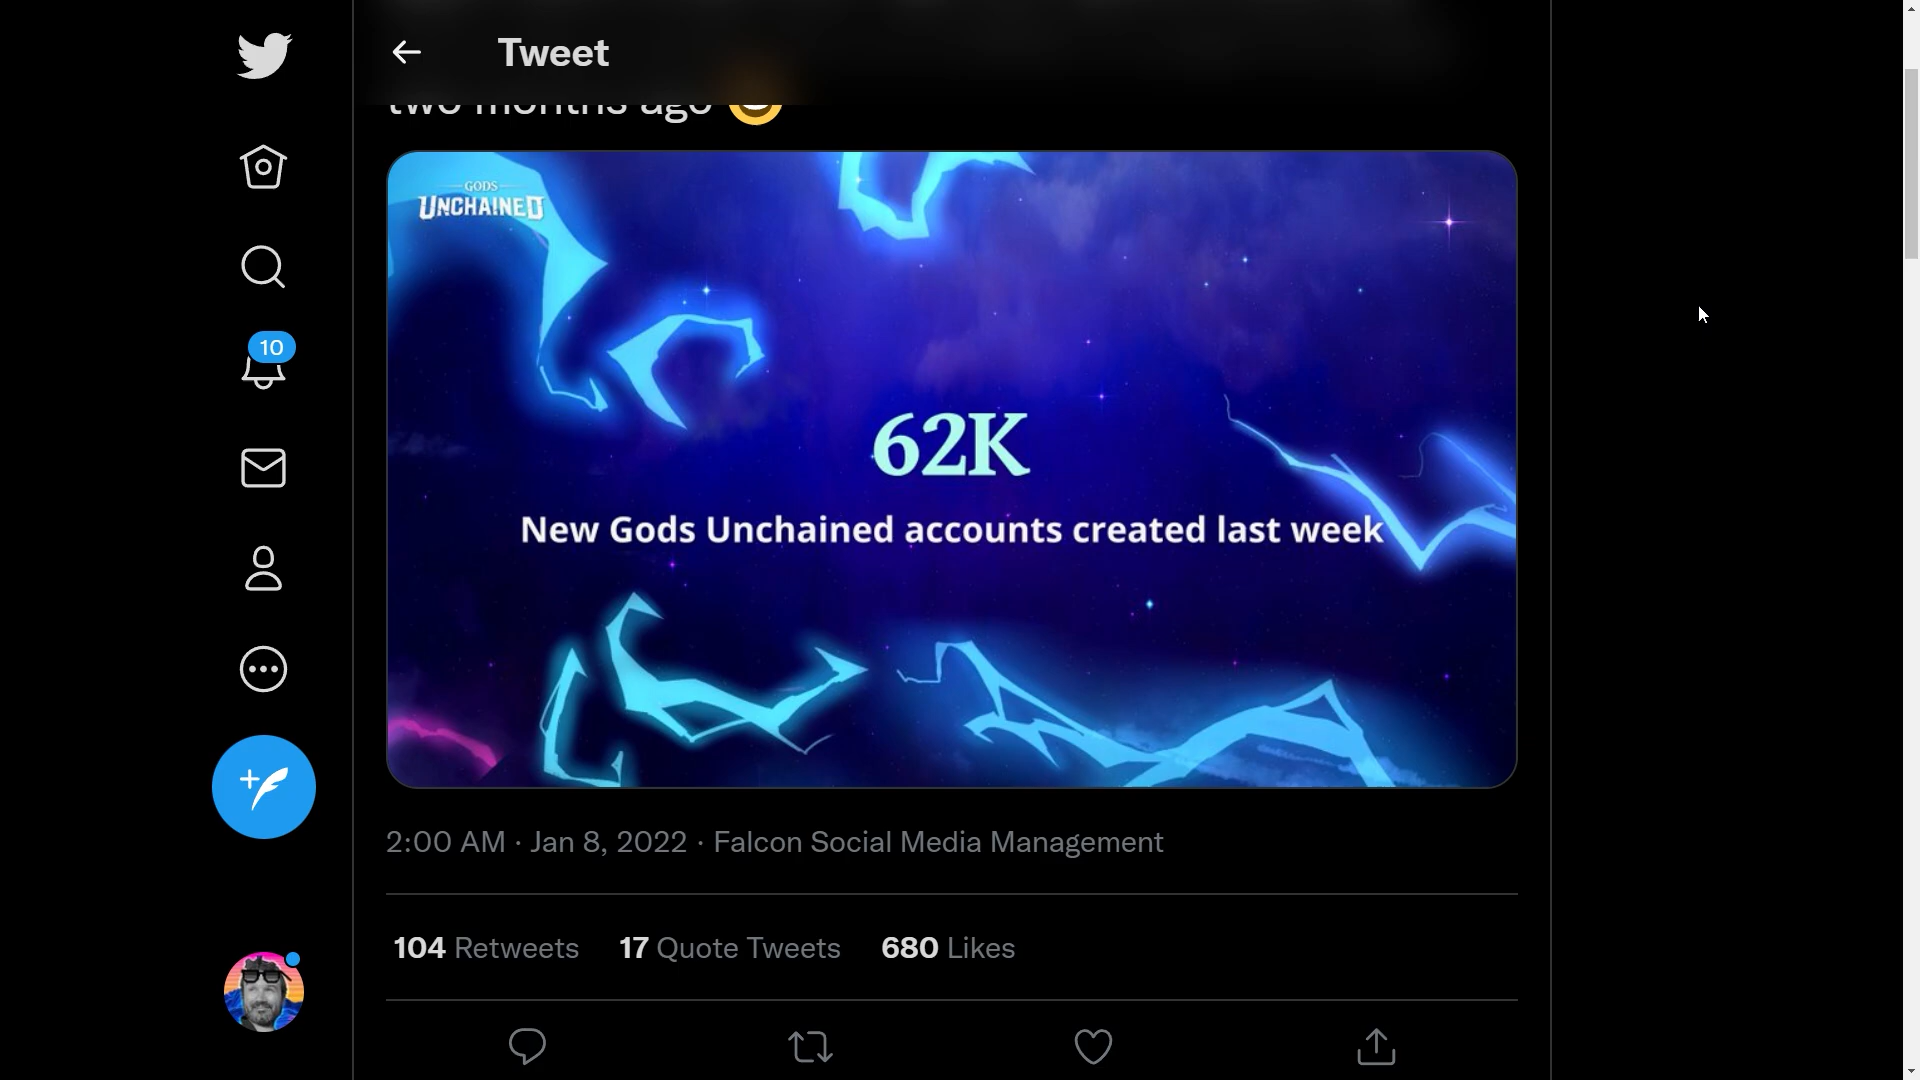 Tweet
two months ago
GODS
UNCHAINED
10
62K
New Gods Unchained accounts created last week
2:00 AM · Jan 8, 2022 · Falcon Social Media Management
104 Retweets 17 Quote Tweets 680 Likes